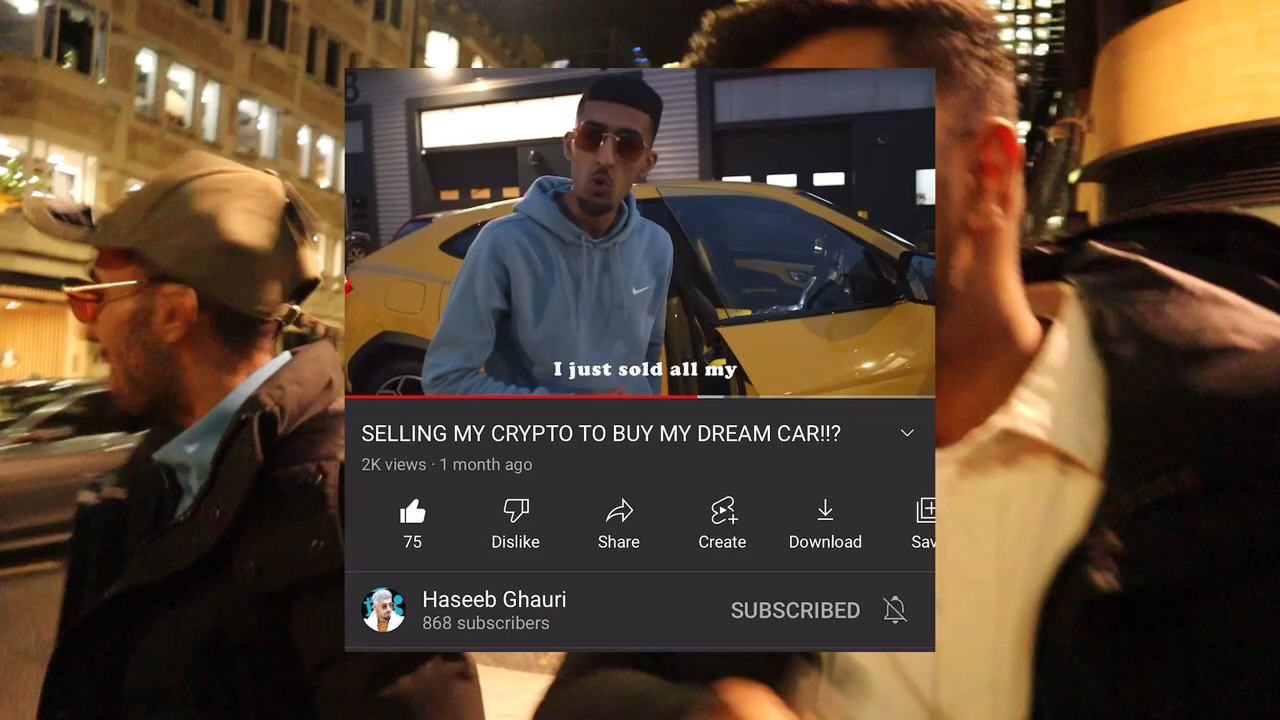 I just sold all my
SELLING MY CRYPTO TO BUY MY DREAM CAR!!?
2K views · 1 month ago
75
Dislike
Share
Create
Download
Sav
Haseeb Ghauri
868 subscribers
SUBSCRIBED